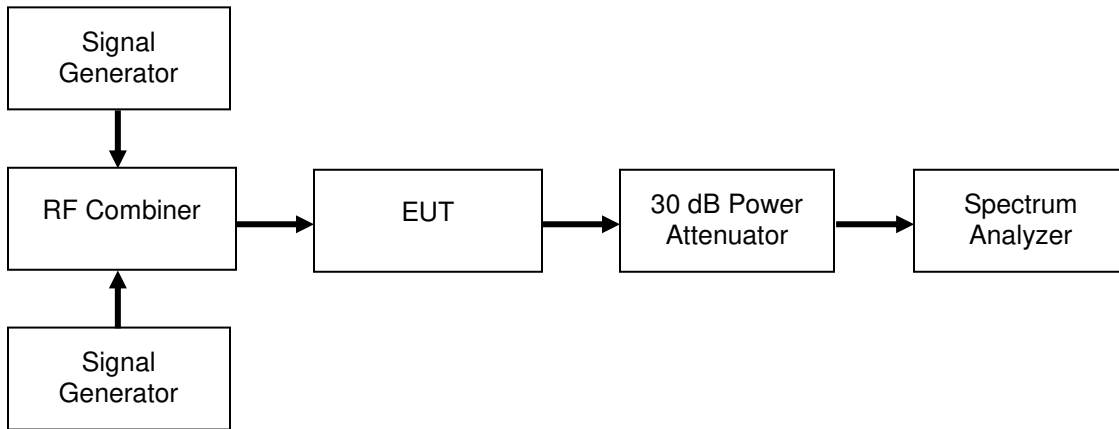 Signal
Generator
RF Combiner
EUT
30 dB Power
Attenuator
Spectrum
Analyzer
Signal
Generator